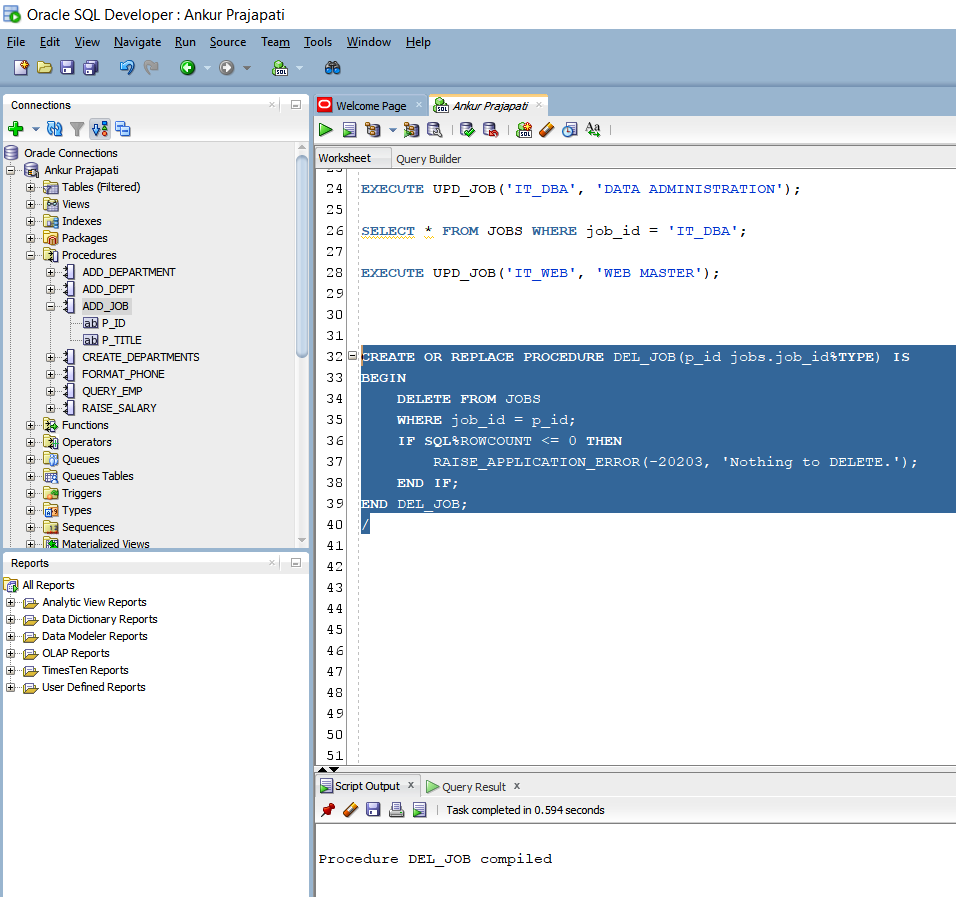 Oracle SQL Developer : Ankur Prajapati
File Edit View Navigate Run Source Team Tools Window Help
Connections
Oracle Connections
Ankur Prajapati
Tables (Filtered)
Views
Indexes
Packages
Procedures
ADD_DEPARTMENT
ADD_DEPT
ADD_JOB
P_ID
P_TITLE
CREATE_DEPARTMENTS
FORMAT_PHONE
QUERY_EMP
RAISE_SALARY
Functions
Operators
Queues
Queues Tables
Triggers
Types
Sequences
Materialized Views
Reports
All Reports
Analytic View Reports
Data Dictionary Reports
Data Modeler Reports
OLAP Reports
TimesTen Reports
User Defined Reports
Welcome Page Ankur Prajapati
Worksheet Query Builder
23
24 EXECUTE UPD_JOB('IT_DBA', 'DATA ADMINISTRATION');
25
26 SELECT * FROM JOBS WHERE job_id = 'IT_DBA';
27
28 EXECUTE UPD_JOB('IT_WEB', 'WEB MASTER');
29
30
31
32 CREATE OR REPLACE PROCEDURE DEL_JOB(p_id jobs.job_id%TYPE) IS
33 BEGIN
34 DELETE FROM JOBS
35 WHERE job_id = p_id;
36 IF SQL%ROWCOUNT <= 0 THEN
37 RAISE_APPLICATION_ERROR(-20203, 'Nothing to DELETE.');
38 END IF;
39 END DEL_JOB;
40 /
41
42
43
44
45
46
47
48
49
50
51
Script Output x Query Result x
Task completed in 0.594 seconds
Procedure DEL_JOB compiled